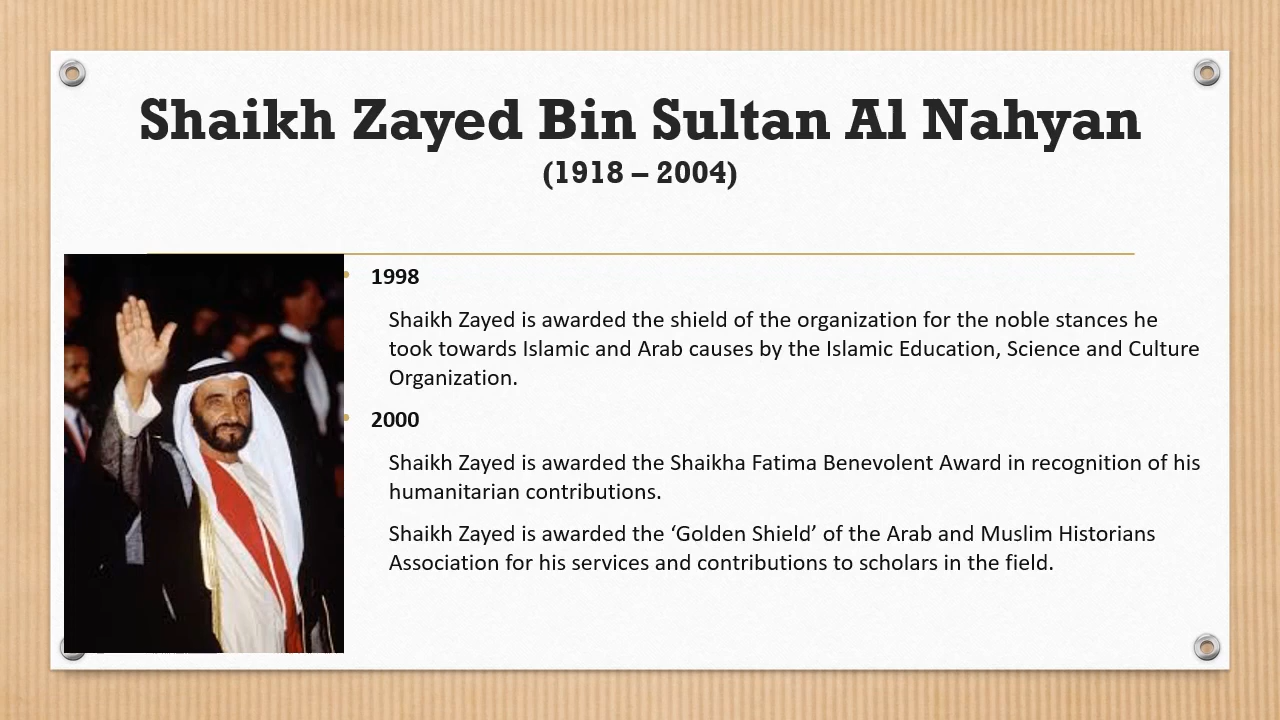 Shaikh Zayed Bin Sultan Al Nahyan
(1918 – 2004)
1998
Shaikh Zayed is awarded the shield of the organization for the noble stances he
took towards Islamic and Arab causes by the Islamic Education, Science and Culture
Organization.
2000
Shaikh Zayed is awarded the Shaikha Fatima Benevolent Award in recognition of his
humanitarian contributions.
Shaikh Zayed is awarded the ‘Golden Shield’ of the Arab and Muslim Historians
Association for his services and contributions to scholars in the field.